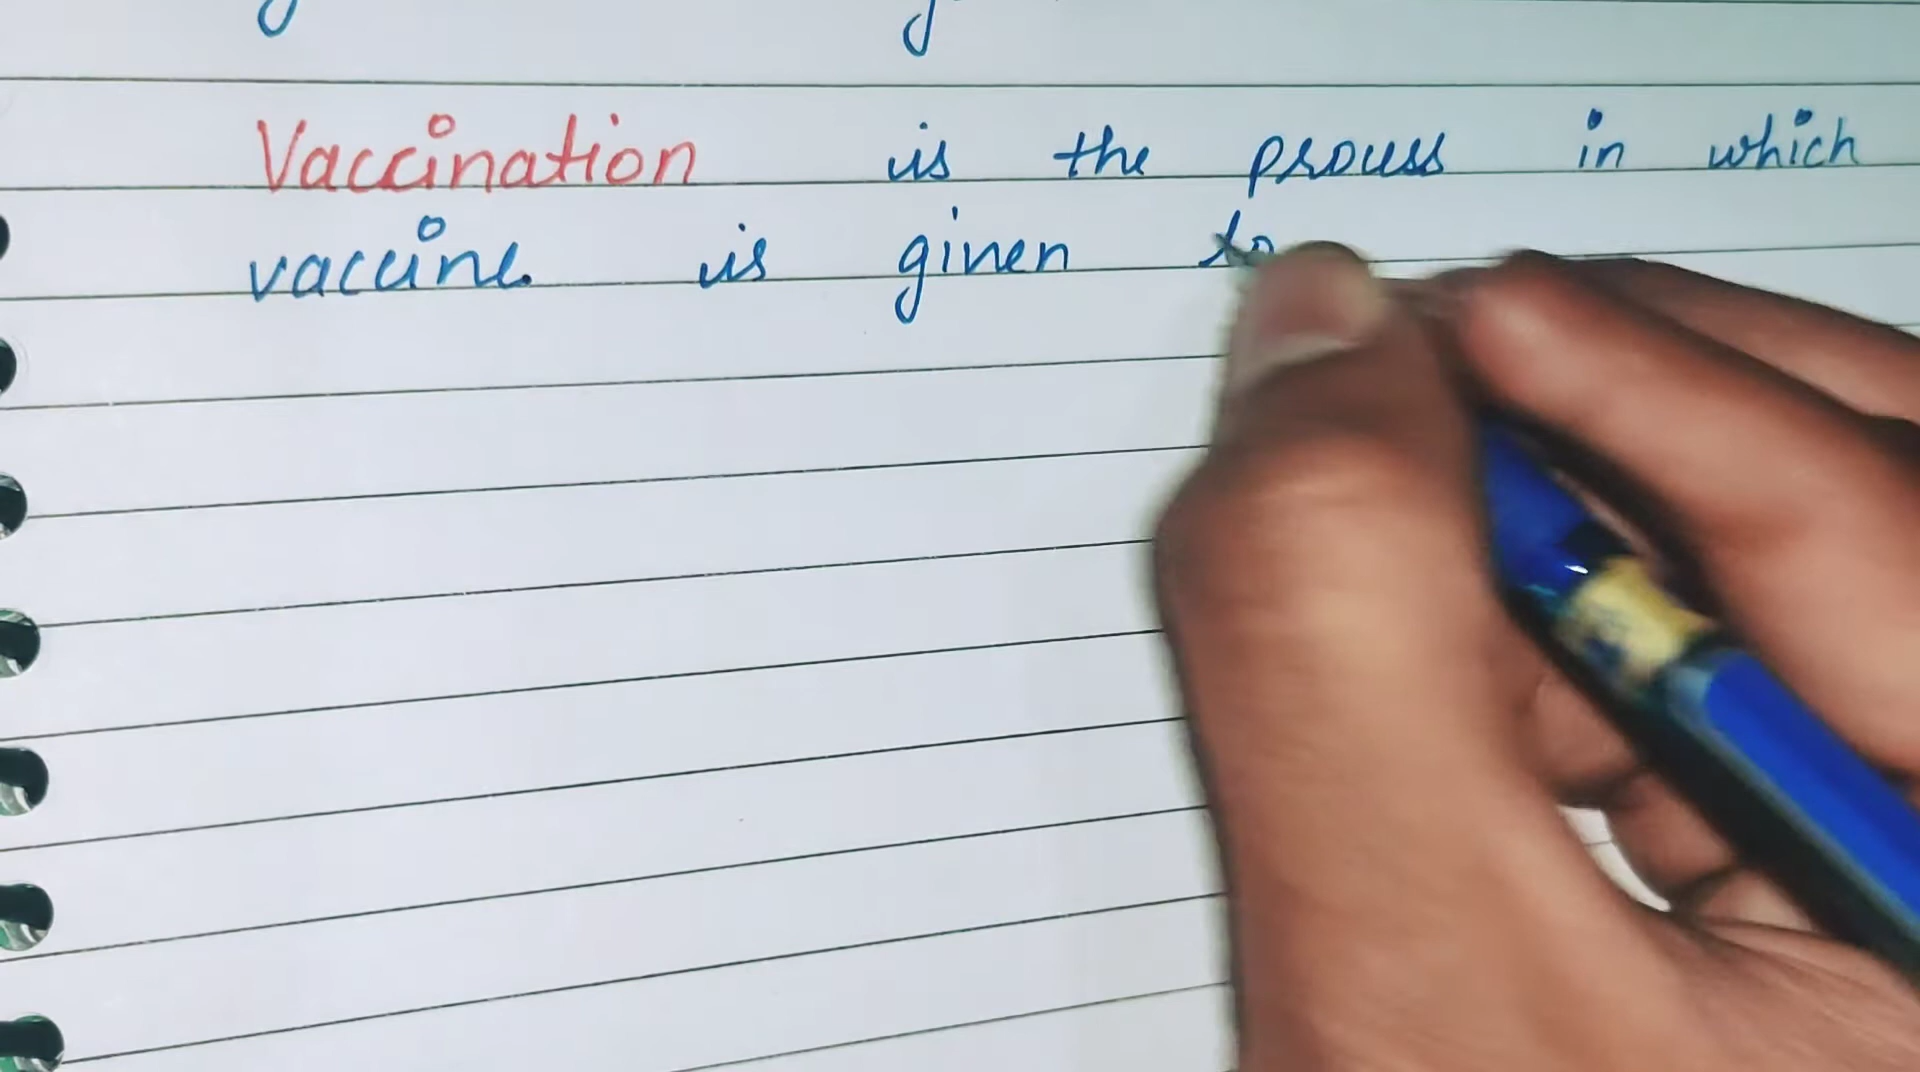 Vaccination is the process in which
vaccine is given to